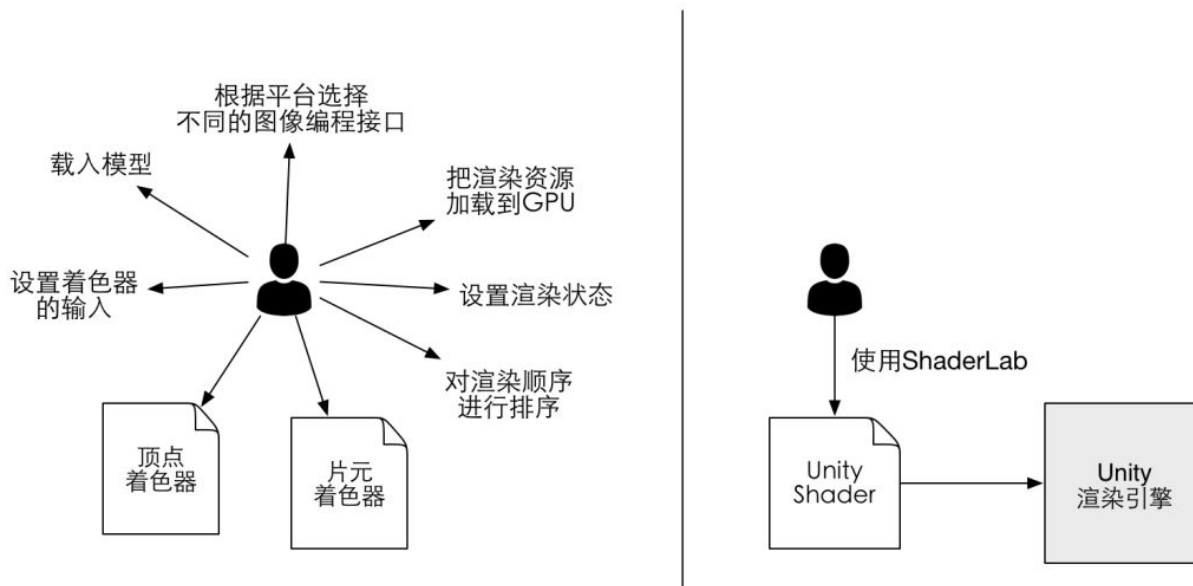 根据平台选择
不同的图像编程接口
载入模型
把渲染资源
加载到GPU
设置着色器
的输入
设置渲染状态
对渲染顺序
进行排序
顶点
着色器
片元
着色器
使用ShaderLab
Unity
Shader
Unity
渲染引擎